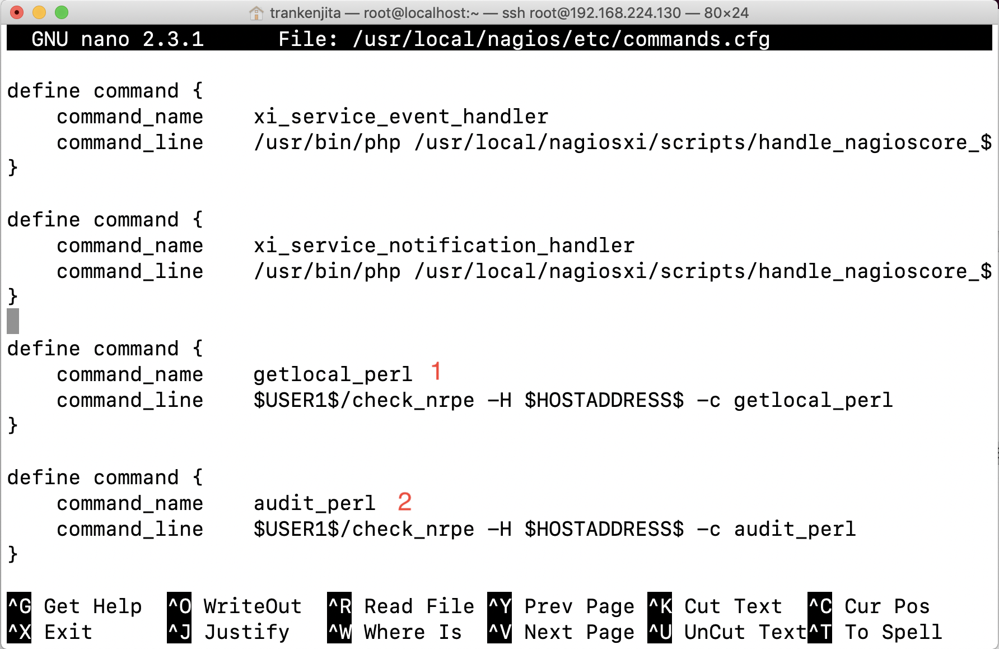 trankenjita — root@localhost:~ — ssh root@192.168.224.130 — 80×24
GNU nano 2.3.1 File: /usr/local/nagios/etc/commands.cfg
define command {
command_name xi_service_event_handler
command_line /usr/bin/php /usr/local/nagiosxi/scripts/handle_nagioscore_$
}
define command {
command_name xi_service_notification_handler
command_line /usr/bin/php /usr/local/nagiosxi/scripts/handle_nagioscore_$
}
define command {
command_name getlocal_perl 1
command_line $USER1$/check_nrpe -H $HOSTADDRESS$ -c getlocal_perl
}
define command {
command_name audit_perl 2
command_line $USER1$/check_nrpe -H $HOSTADDRESS$ -c audit_perl
}
^G Get Help ^O WriteOut ^R Read File ^Y Prev Page ^K Cut Text ^C Cur Pos
^X Exit ^J Justify ^W Where Is ^V Next Page ^U UnCut Text ^T To Spell